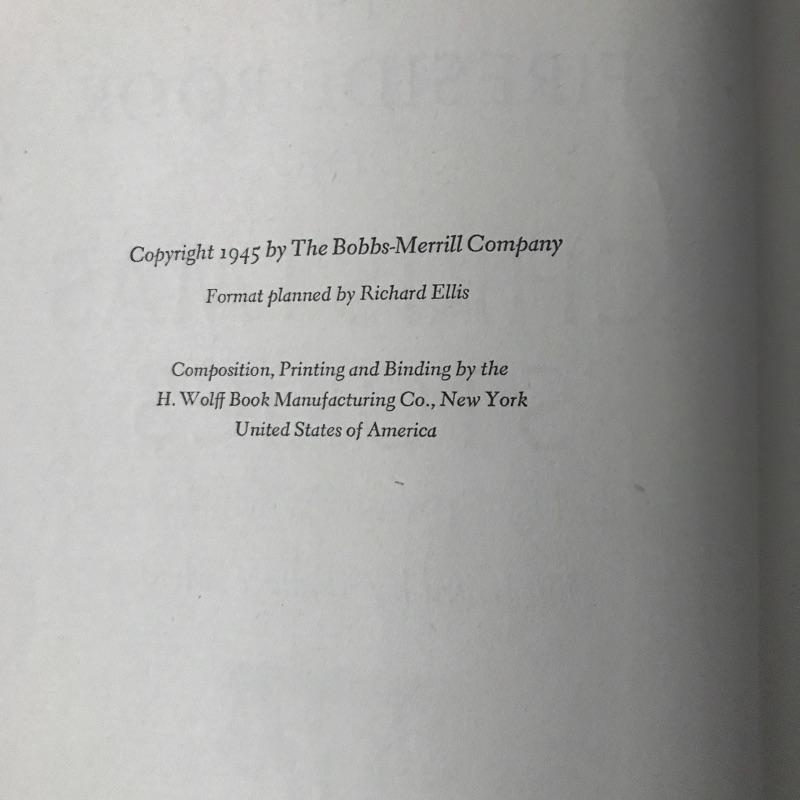 Copyright 1945 by The Bobbs-Merrill Company
Format planned by Richard Ellis
Composition, Printing and Binding by the
H. Wolff Book Manufacturing Co., New York
United States of America